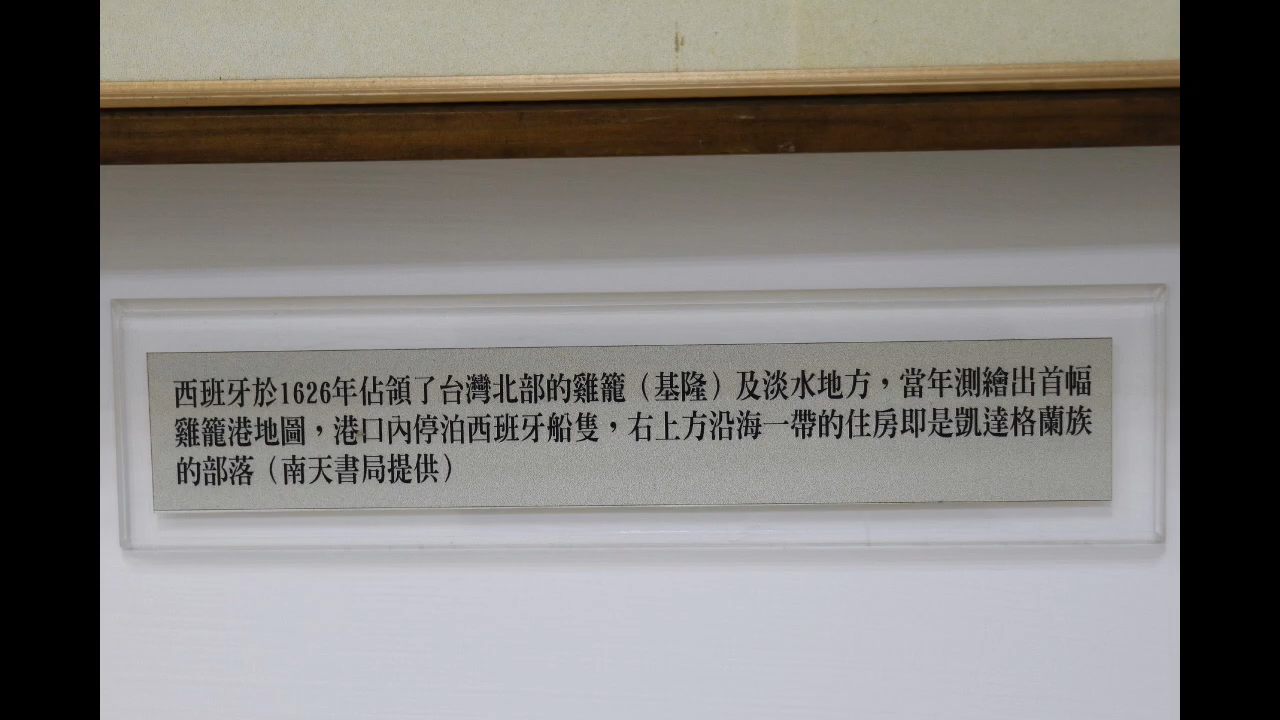 西班牙於1626年佔領了台灣北部的雞籠（基隆）及淡水地方，當年測繪出首幅
雞籠港地圖，港口內停泊西班牙船隻，右上方沿海一帶的住房即是凱達格蘭族
的部落（南天書局提供）